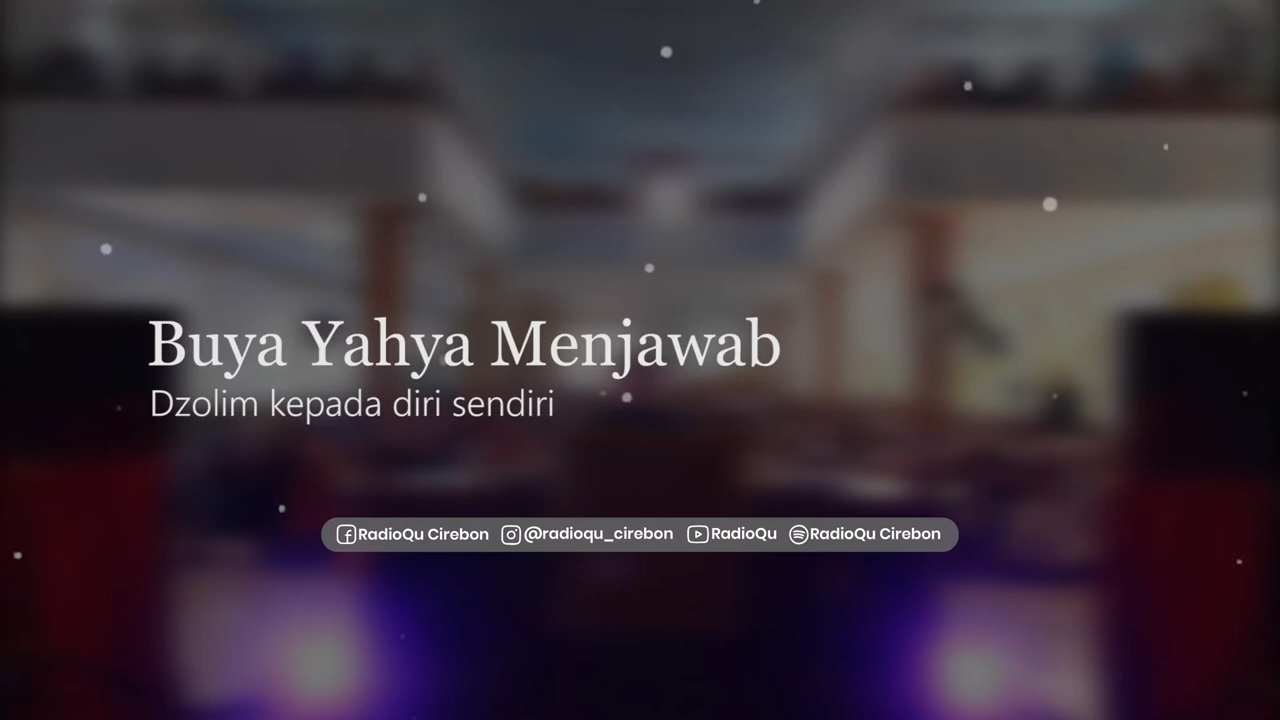 Buya Yahya Menjawab
Dzolim kepada diri sendiri
RadioQu Cirebon @radioqu_cirebon RadioQu RadioQu Cirebon